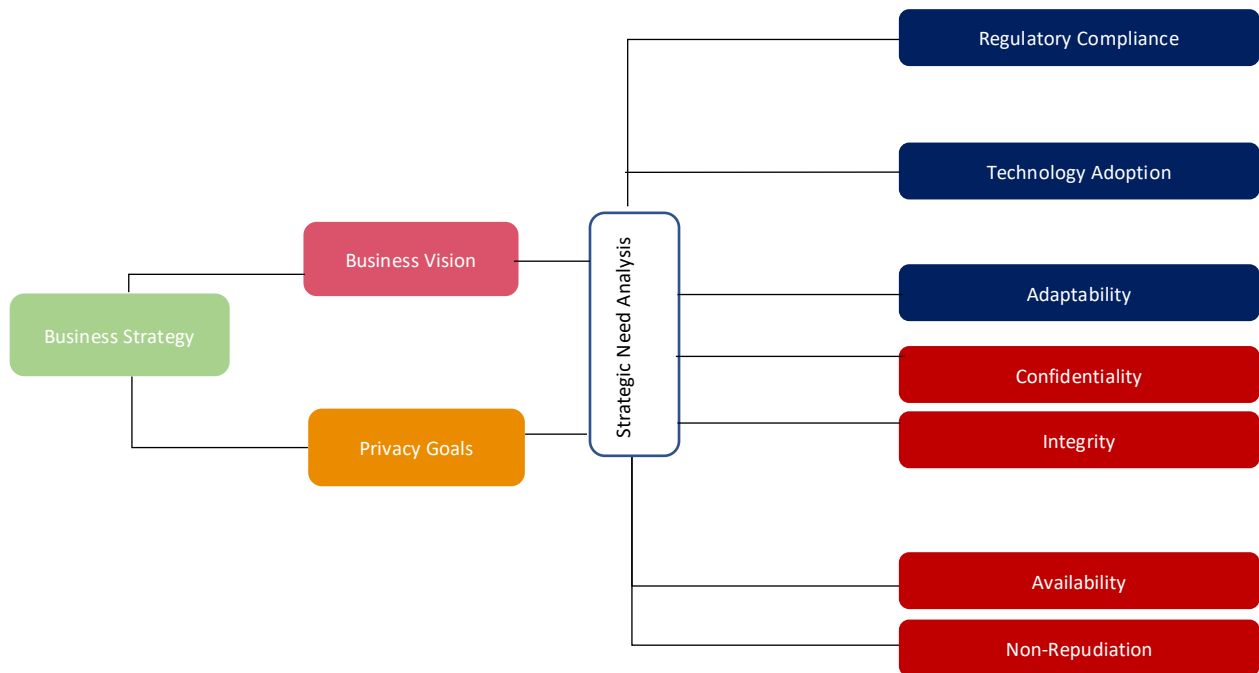 Regulatory Compliance
Technology Adoption
Business Vision
Adaptability
Business Strategy
Strategic Need Analysis
Confidentiality
Integrity
Privacy Goals
Availability
Non-Repudiation